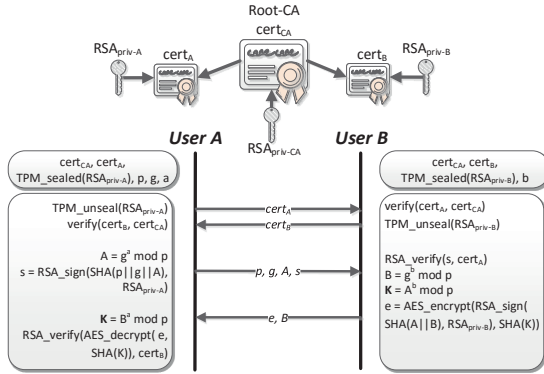 Root-CA
cert_CA
RSA_priv-A
cert_A
cert_B
RSA_priv-B
RSA_priv-CA
User A
User B
cert_CA, cert_A,
TPM_sealed(RSA_priv-A), p, g, a
cert_CA, cert_B,
TPM_sealed(RSA_priv-B), b
TPM_unseal(RSA_priv-A)
verify(cert_B, cert_CA)
A = g^a mod p
s = RSA_sign(SHA(p||g||A),
RSA_priv-A)
K = B^a mod p
RSA_verify(AES_decrypt( e,
SHA(K)), cert_B)
cert_A
cert_B
p, g, A, s
e, B
verify(cert_A, cert_CA)
TPM_unseal(RSA_priv-B)
RSA_verify(s, cert_A)
B = g^b mod p
K = A^b mod p
e = AES_encrypt(RSA_sign(
SHA(A||B), RSA_priv-B), SHA(K))